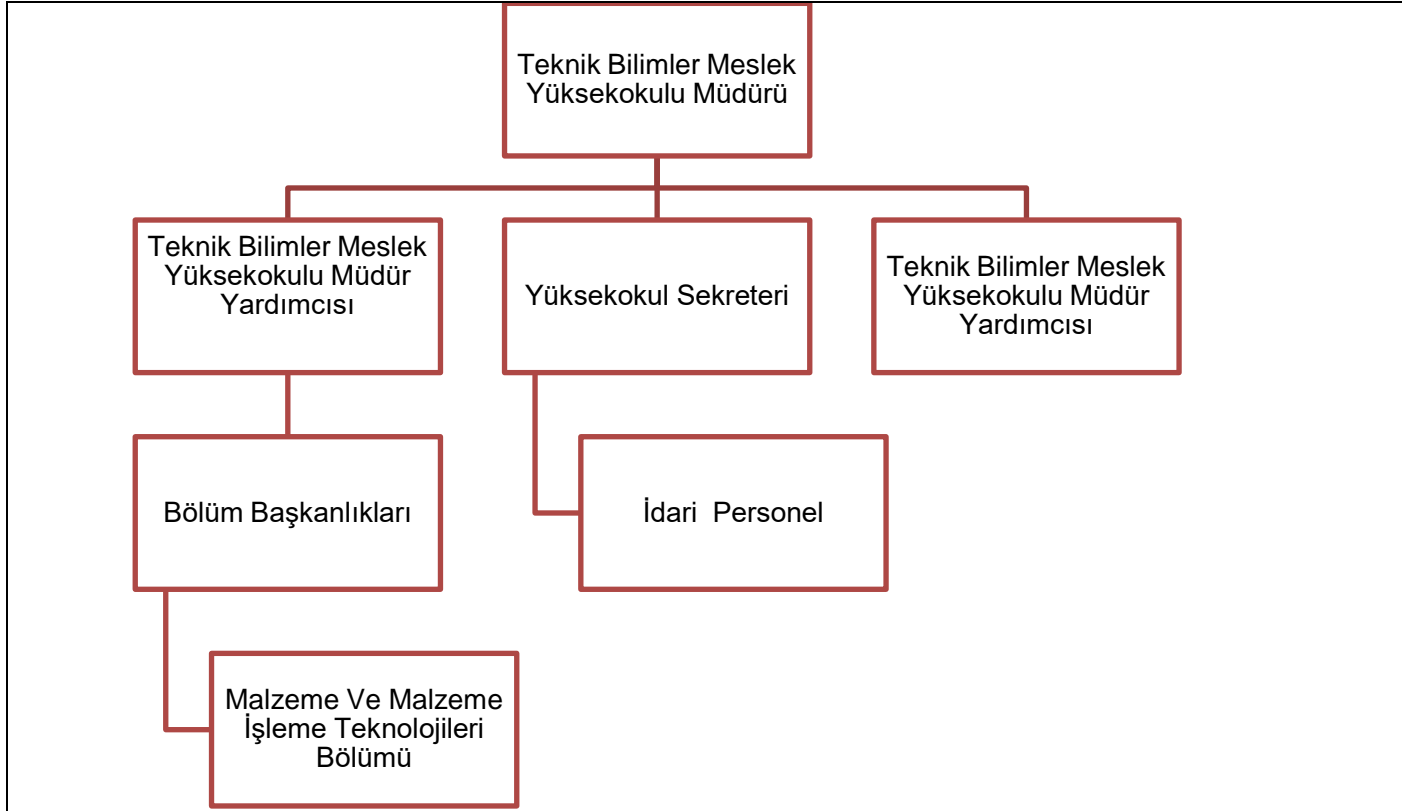 Teknik Bilimler Meslek
Yüksekokulu Müdürü
Teknik Bilimler Meslek
Yüksekokulu Müdür
Yardımcısı
Yüksekokul Sekreteri
Teknik Bilimler Meslek
Yüksekokulu Müdür
Yardımcısı
Bölüm Başkanlıkları
İdari Personel
Malzeme Ve Malzeme
İşleme Teknolojileri
Bölümü